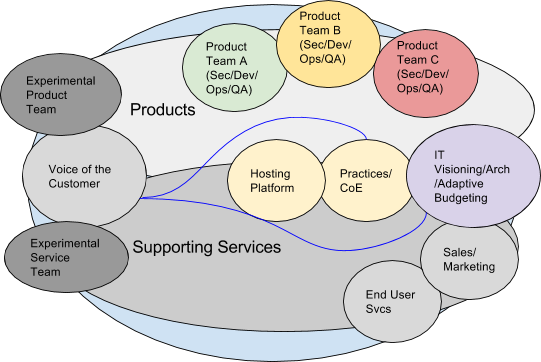 Product
Team B
(Sec/Dev/
Ops/QA)
Product
Team A
(Sec/Dev/
Ops/QA)
Product
Team C
(Sec/Dev/
Ops/QA)
Experimental
Product
Team
Products
Voice of the
Customer
Hosting
Platform
Practices/
CoE
IT
Visioning/Arch
/Adaptive
Budgeting
Experimental
Service
Team
Supporting Services
Sales/
Marketing
End User
Svcs